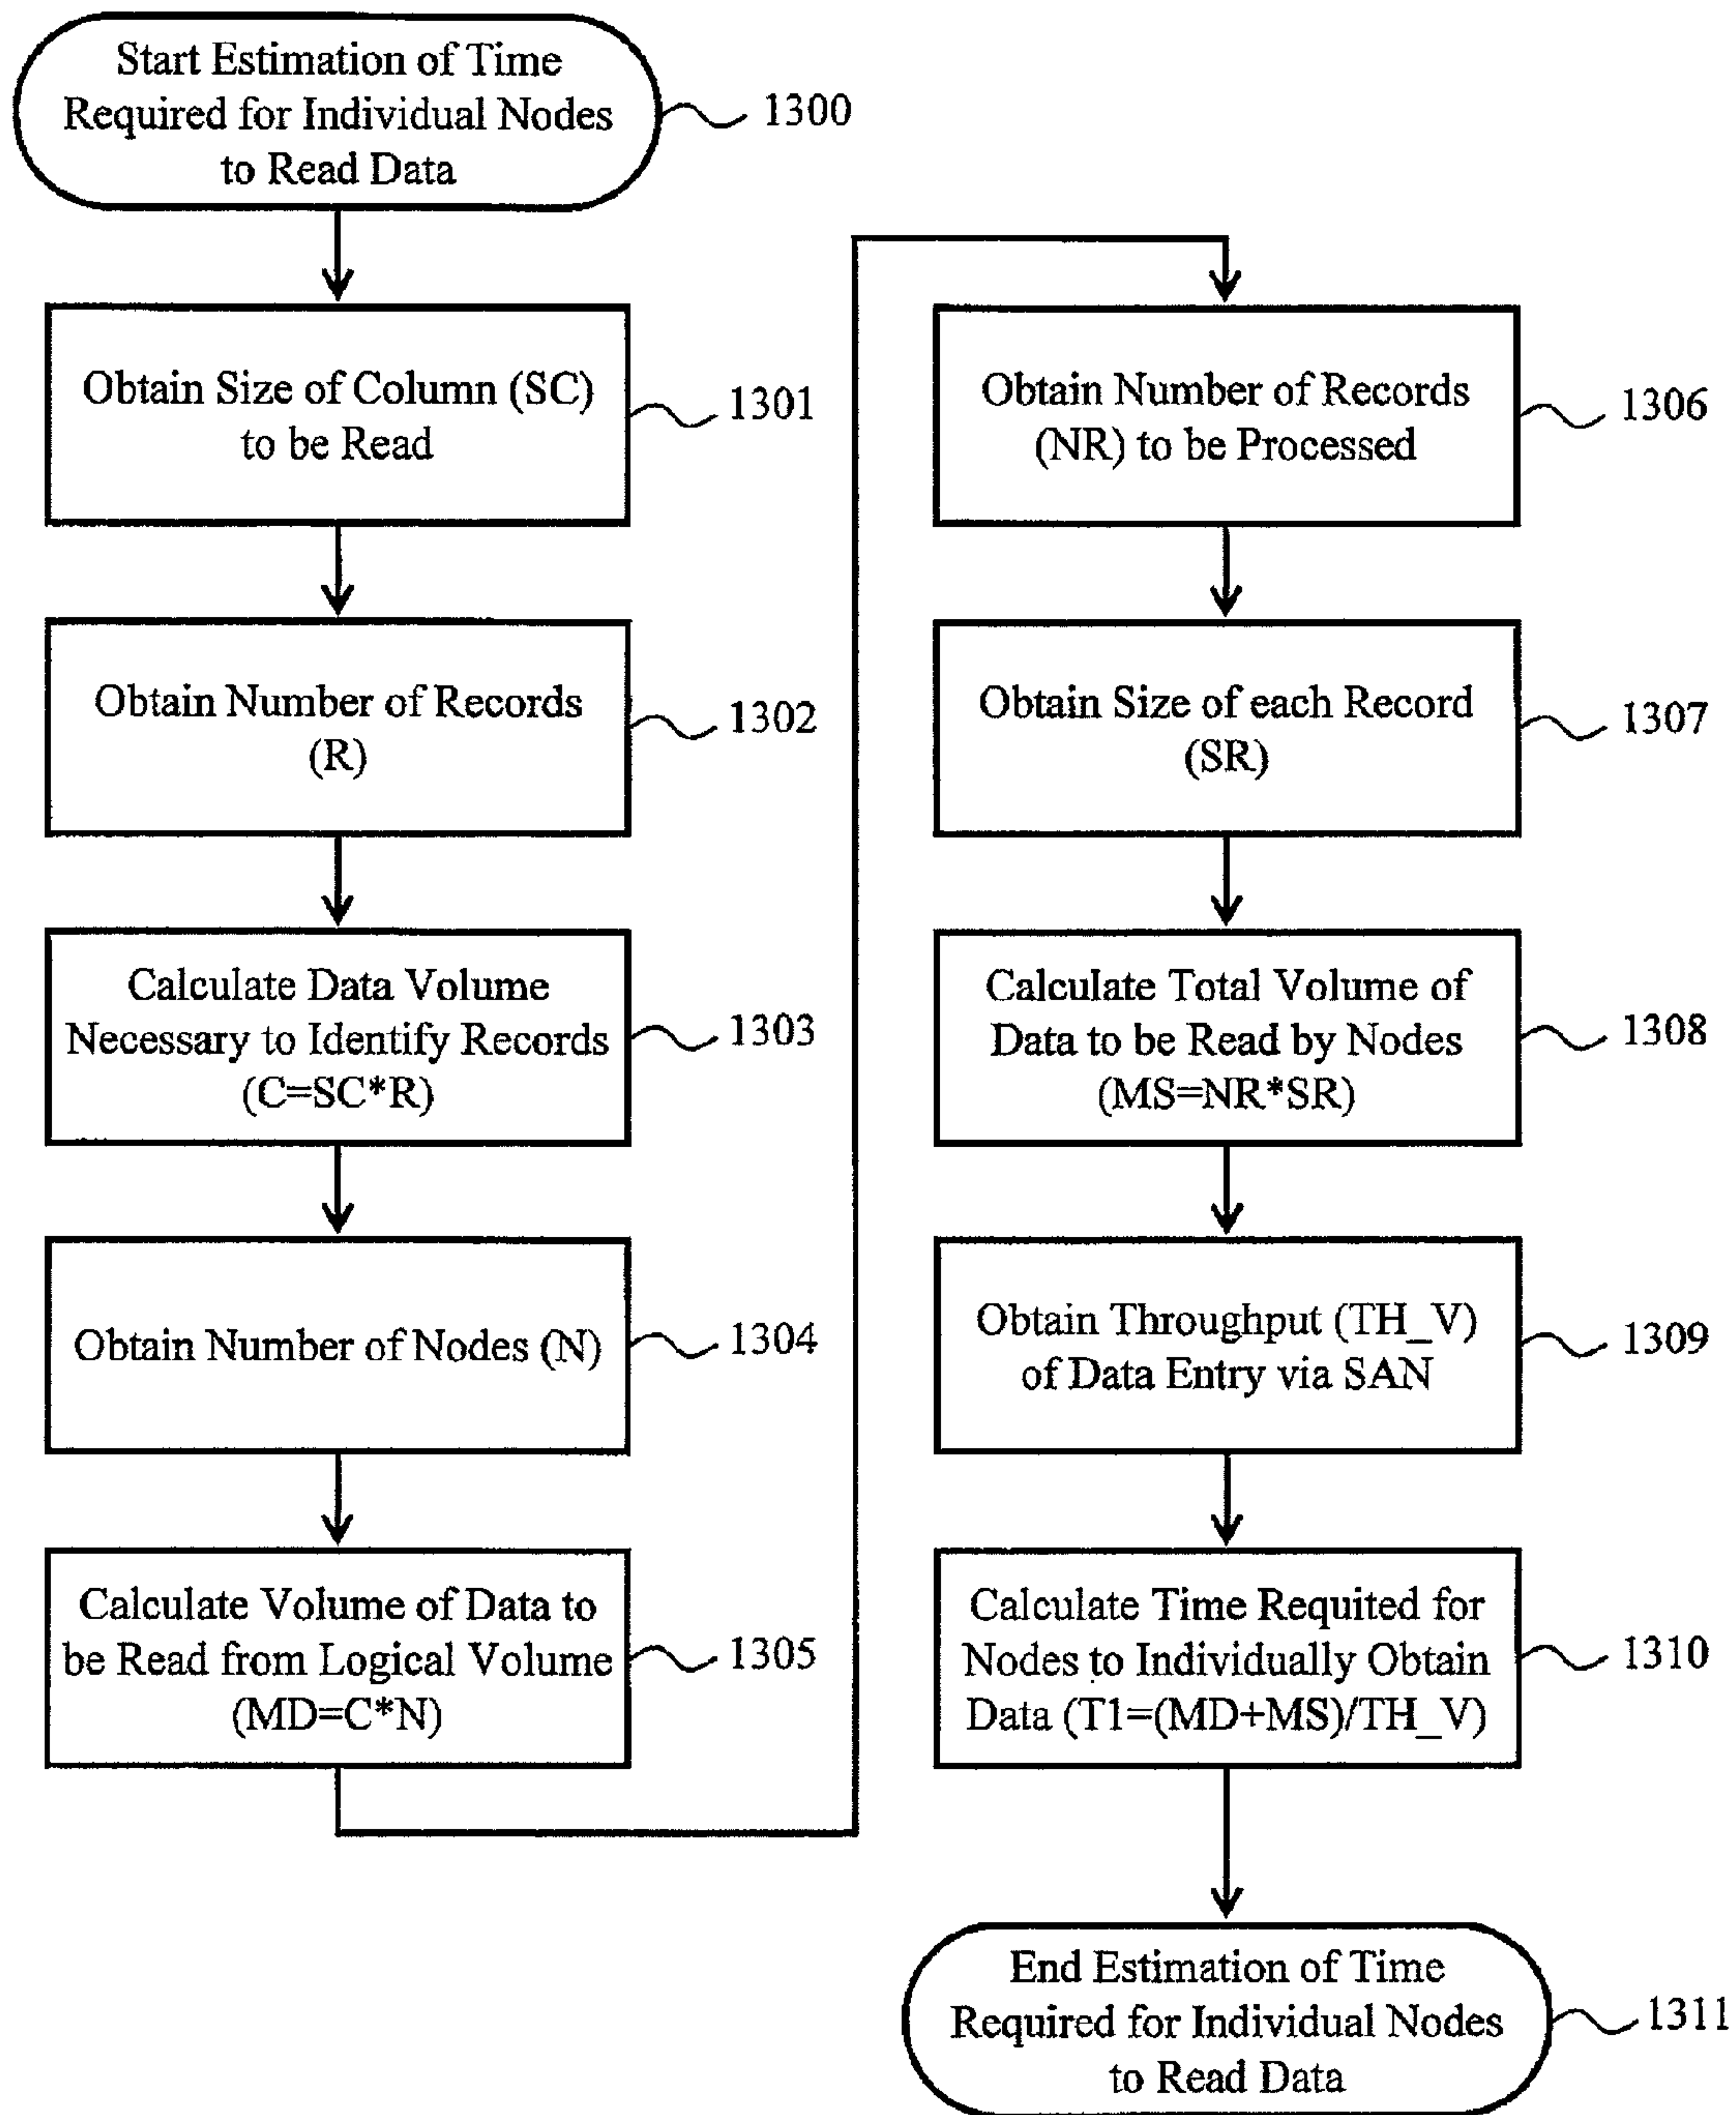 Start Estimation of Time
Required for Individual Nodes
to Read Data
1300
Obtain Size of Column (SC)
to be Read
1301
Obtain Number of Records
(R)
1302
Calculate Data Volume
Necessary to Identify Records
(C=SC*R)
1303
Obtain Number of Nodes (N)
1304
Calculate Volume of Data to
be Read from Logical Volume
(MD=C*N)
1305
Obtain Number of Records
(NR) to be Processed
1306
Obtain Size of each Record
(SR)
1307
Calculate Total Volume of
Data to be Read by Nodes
(MS=NR*SR)
1308
Obtain Throughput (TH_V)
of Data Entry via SAN
1309
Calculate Time Requited for
Nodes to Individually Obtain
Data (T1=(MD+MS)/TH_V)
1310
End Estimation of Time
Required for Individual Nodes
to Read Data
1311